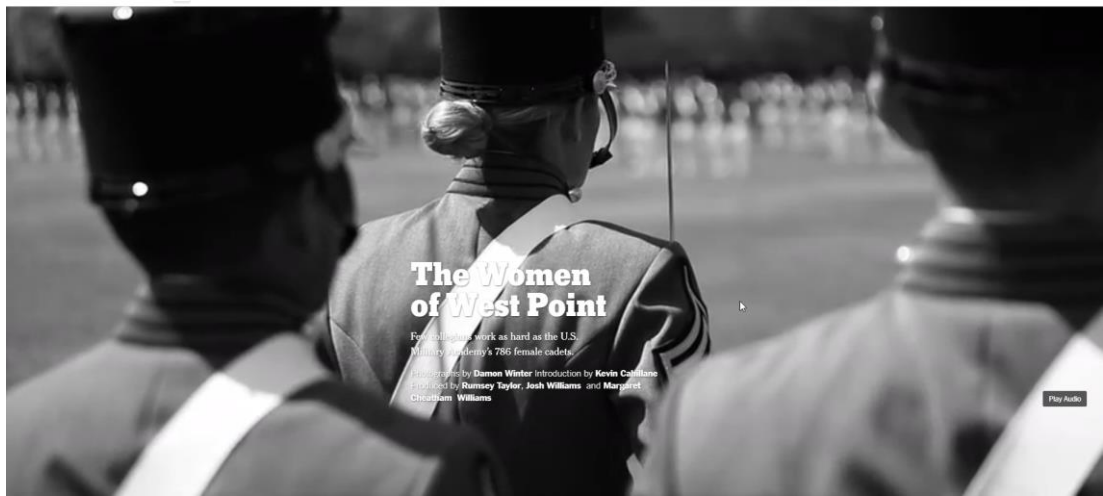 The Women
of West Point
Few collegians work as hard as the U.S.
Military Academy's 786 female cadets.
Photographs by Damon Winter Introduction by Kevin Cahillane
Produced by Rumsey Taylor, Josh Williams and Margaret
Cheatham Williams
Play Audio